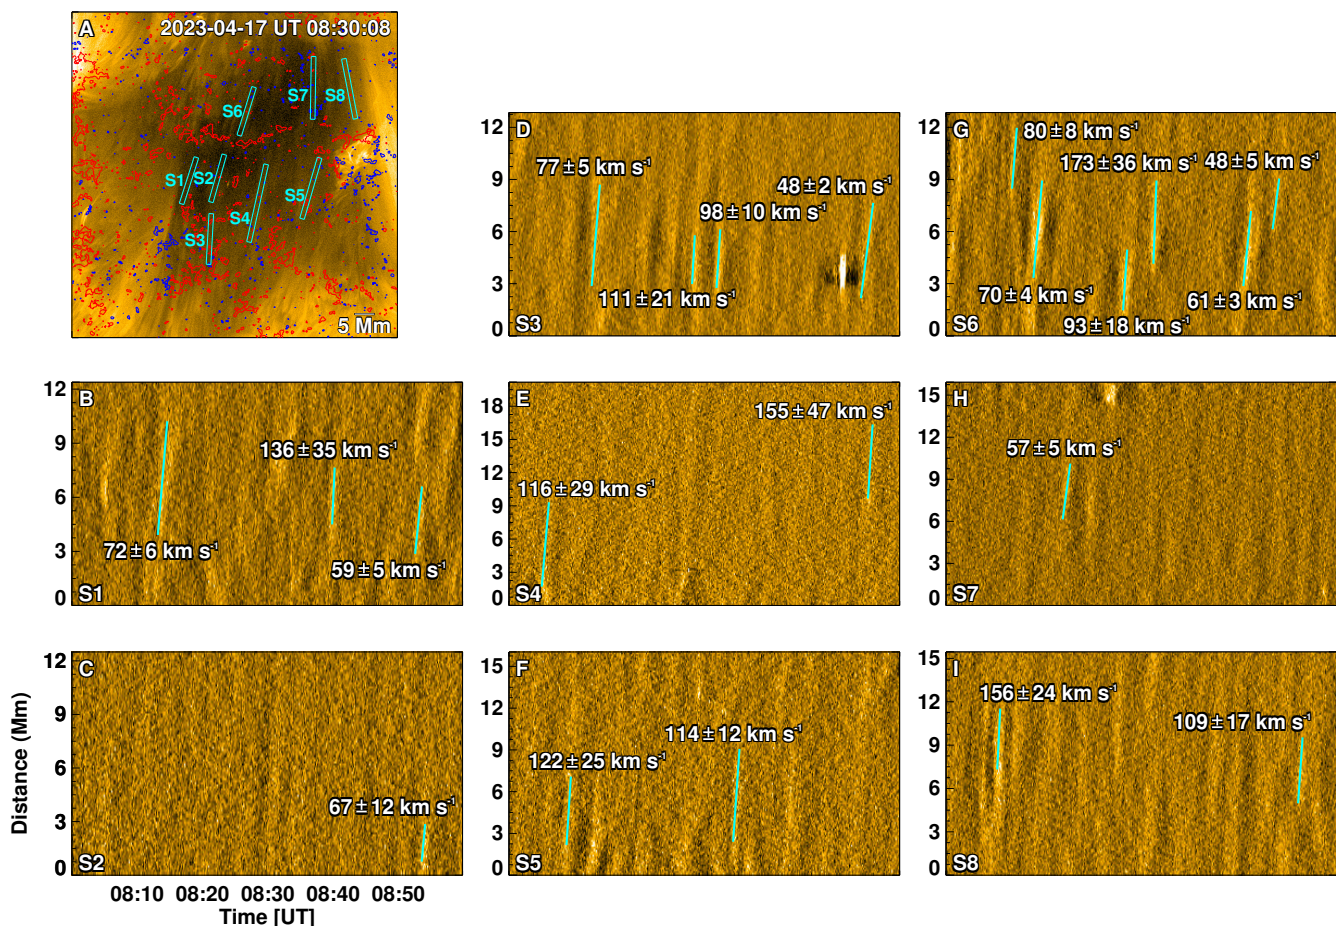 A
2023-04-17 UT 08:30:08
S7
S8
S6
S1
S2
S5
S4
S3
5 Mm
B
12
9
6
3
0
136±35 km s⁻¹
72±6 km s⁻¹
59±5 km s⁻¹
S1
C
12
9
6
3
0
67±12 km s⁻¹
S2
Distance (Mm)
08:10 08:20 08:30 08:40 08:50
Time [UT]
D
12
9
6
3
0
77±5 km s⁻¹
48±2 km s⁻¹
98±10 km s⁻¹
111±21 km s⁻¹
S3
E
18
15
12
9
6
3
0
155±47 km s⁻¹
116±29 km s⁻¹
S4
F
15
12
9
6
3
0
114±12 km s⁻¹
122±25 km s⁻¹
S5
G
12
9
6
3
0
80±8 km s⁻¹
173±36 km s⁻¹
48±5 km s⁻¹
70±4 km s⁻¹
61±3 km s⁻¹
93±18 km s⁻¹
S6
H
15
12
9
6
3
0
57±5 km s⁻¹
S7
I
15
12
9
6
3
0
156±24 km s⁻¹
109±17 km s⁻¹
S8